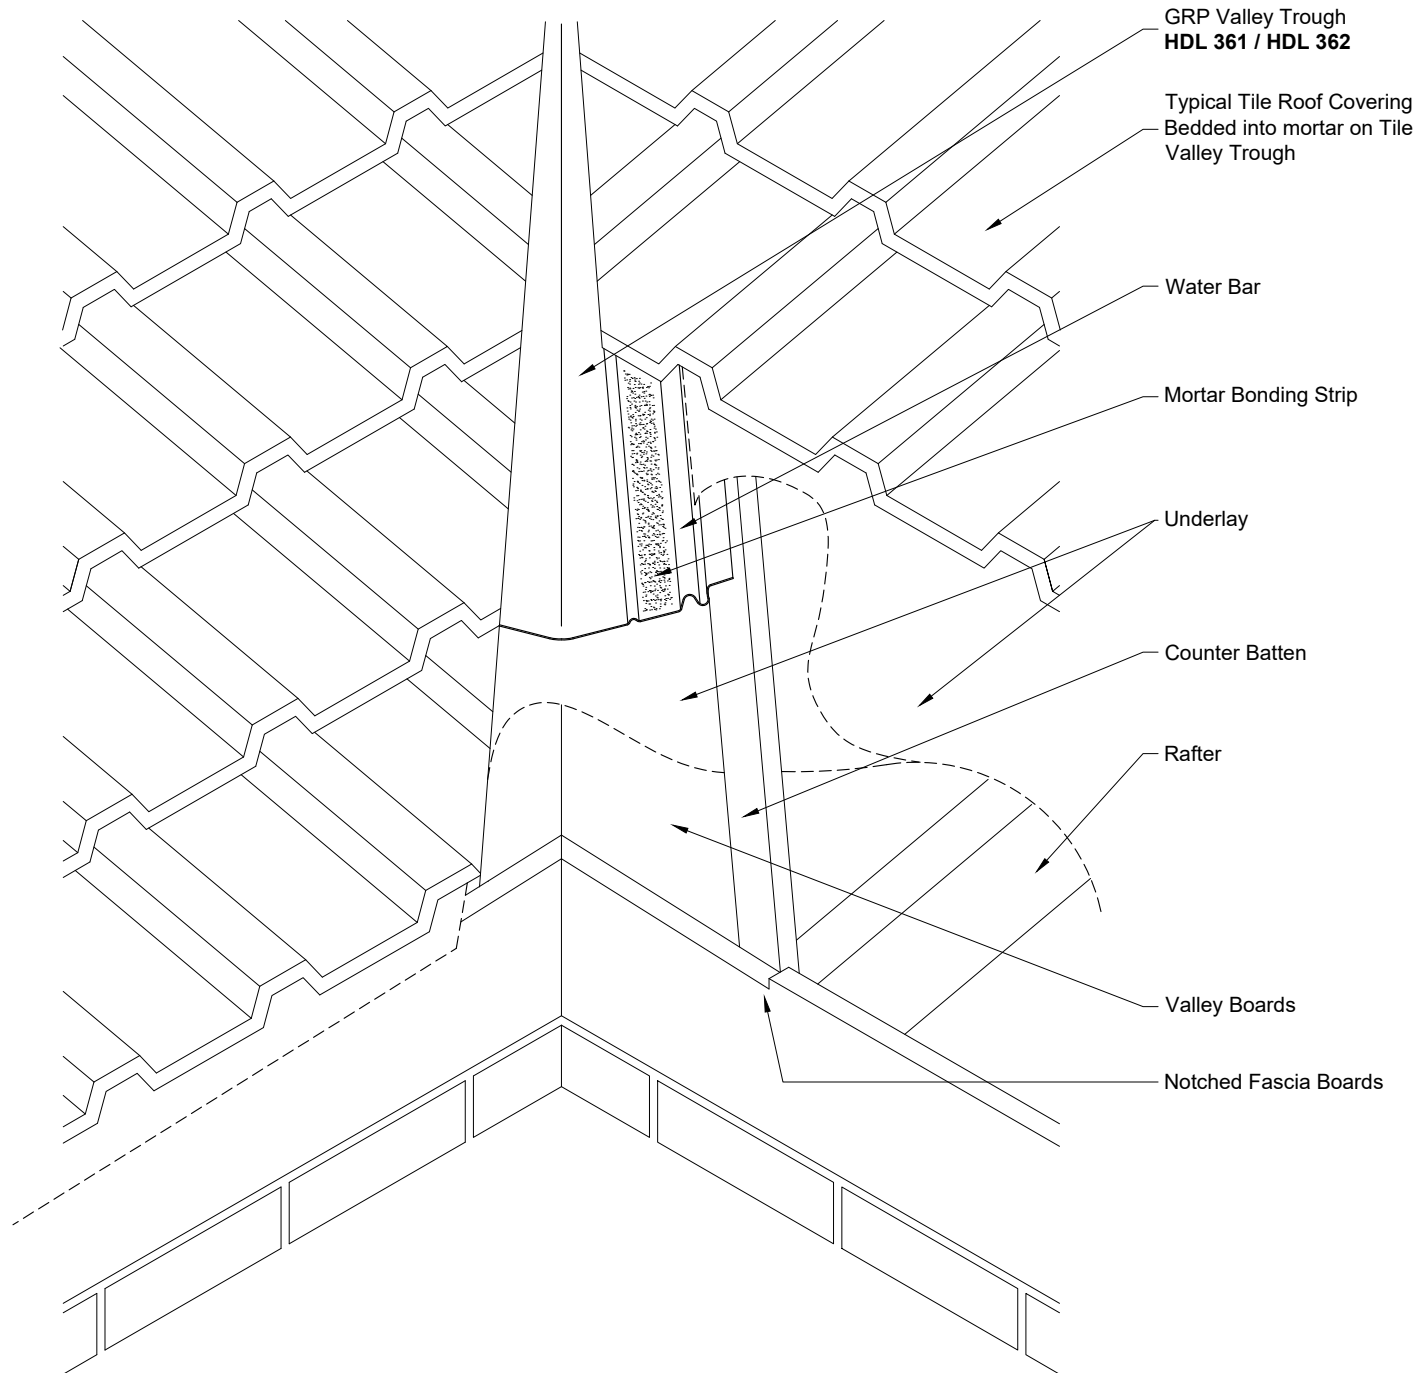 GRP Valley Trough
HDL 361 / HDL 362
Typical Tile Roof Covering
Bedded into mortar on Tile
Valley Trough
Water Bar
Mortar Bonding Strip
Underlay
Counter Batten
Rafter
Valley Boards
Notched Fascia Boards